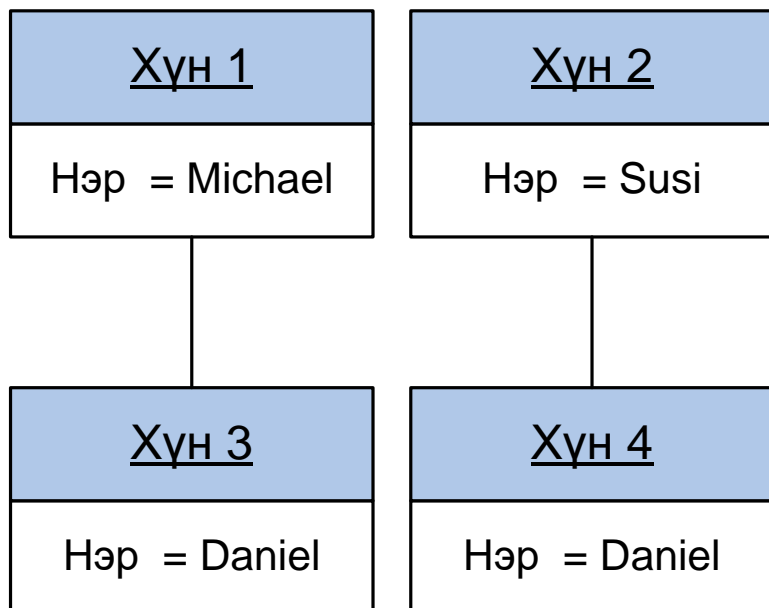 Хүн 1
Хүн 2
Нэр = Michael
Нэр = Susi
Хүн 3
Хүн 4
Нэр = Daniel
Нэр = Daniel